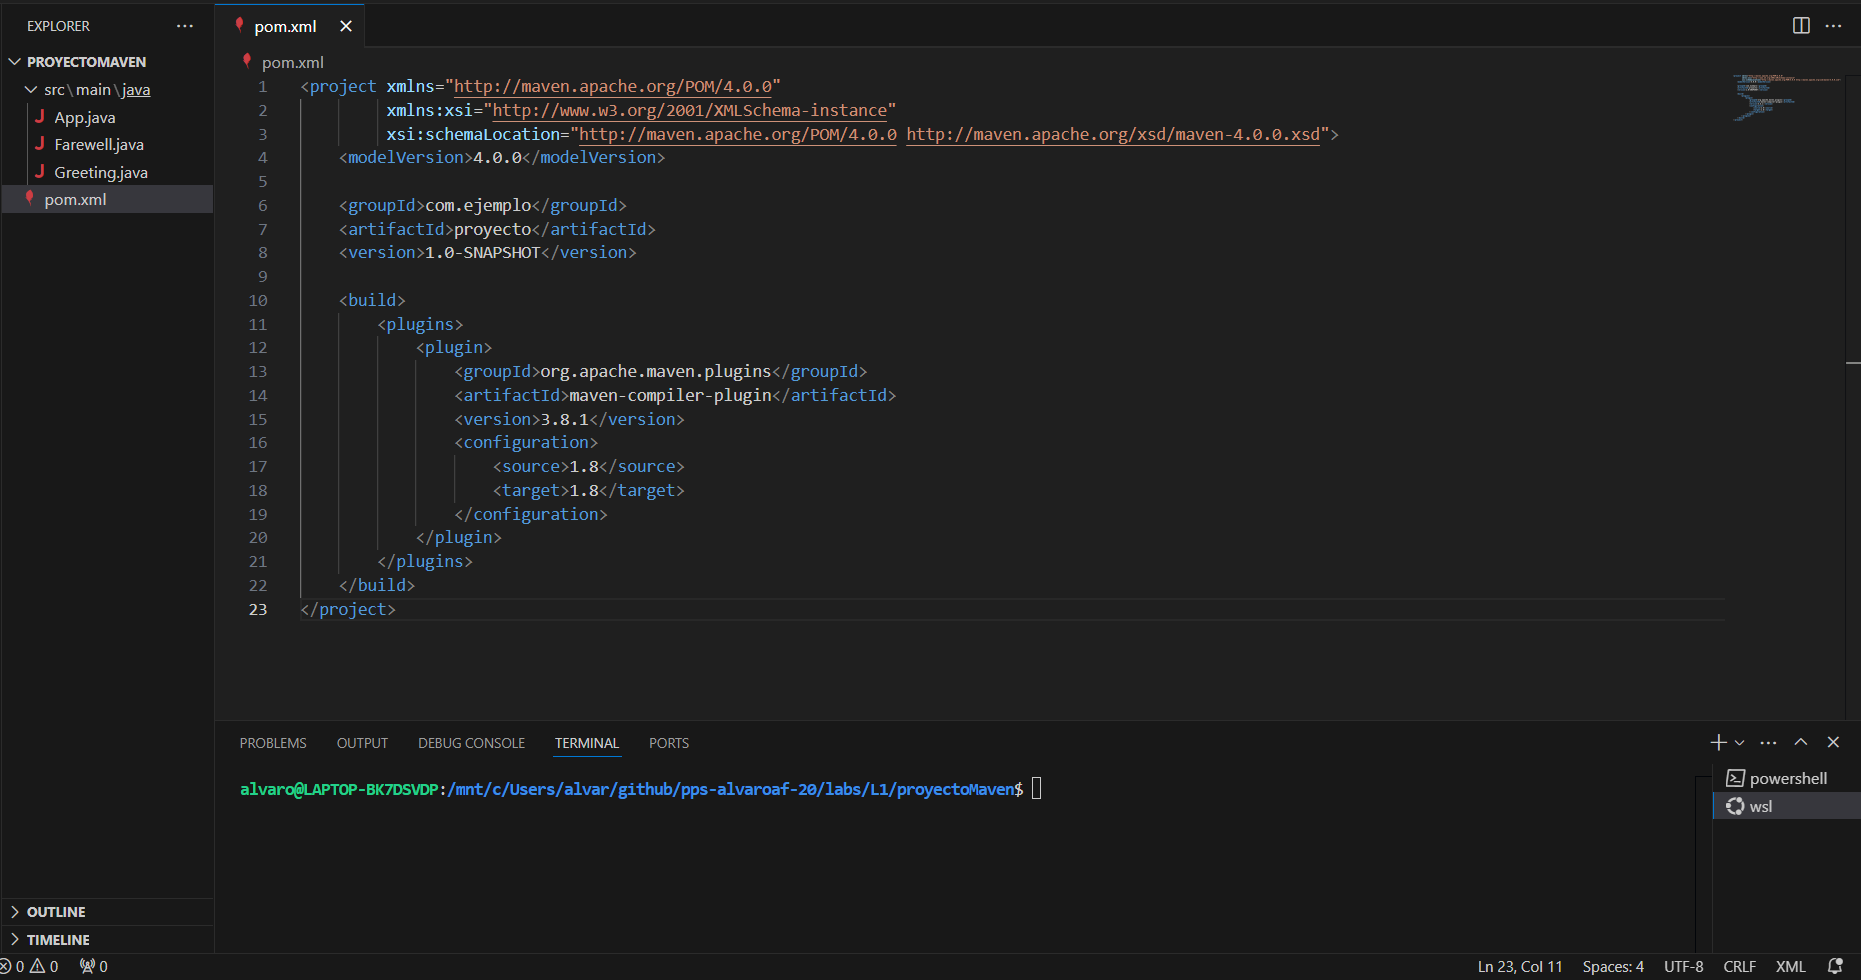 EXPLORER
PROYECTOMAVEN
src\main\java
App.java
Farewell.java
Greeting.java
pom.xml
OUTLINE
TIMELINE
pom.xml
pom.xml
1 <project xmlns="http://maven.apache.org/POM/4.0.0"
2 xmlns:xsi="http://www.w3.org/2001/XMLSchema-instance"
3 xsi:schemaLocation="http://maven.apache.org/POM/4.0.0 http://maven.apache.org/xsd/maven-4.0.0.xsd">
4 <modelVersion>4.0.0</modelVersion>
5
6 <groupId>com.ejemplo</groupId>
7 <artifactId>proyecto</artifactId>
8 <version>1.0-SNAPSHOT</version>
9
10 <build>
11 <plugins>
12 <plugin>
13 <groupId>org.apache.maven.plugins</groupId>
14 <artifactId>maven-compiler-plugin</artifactId>
15 <version>3.8.1</version>
16 <configuration>
17 <source>1.8</source>
18 <target>1.8</target>
19 </configuration>
20 </plugin>
21 </plugins>
22 </build>
23 </project>
PROBLEMS OUTPUT DEBUG CONSOLE TERMINAL PORTS
alvaro@LAPTOP-BK7DSVDP:/mnt/c/Users/alvar/github/pps-alvaroaf-20/labs/L1/proyectoMaven$
powershell
wsl
0 0 0 Ln 23, Col 11 Spaces: 4 UTF-8 CRLF XML